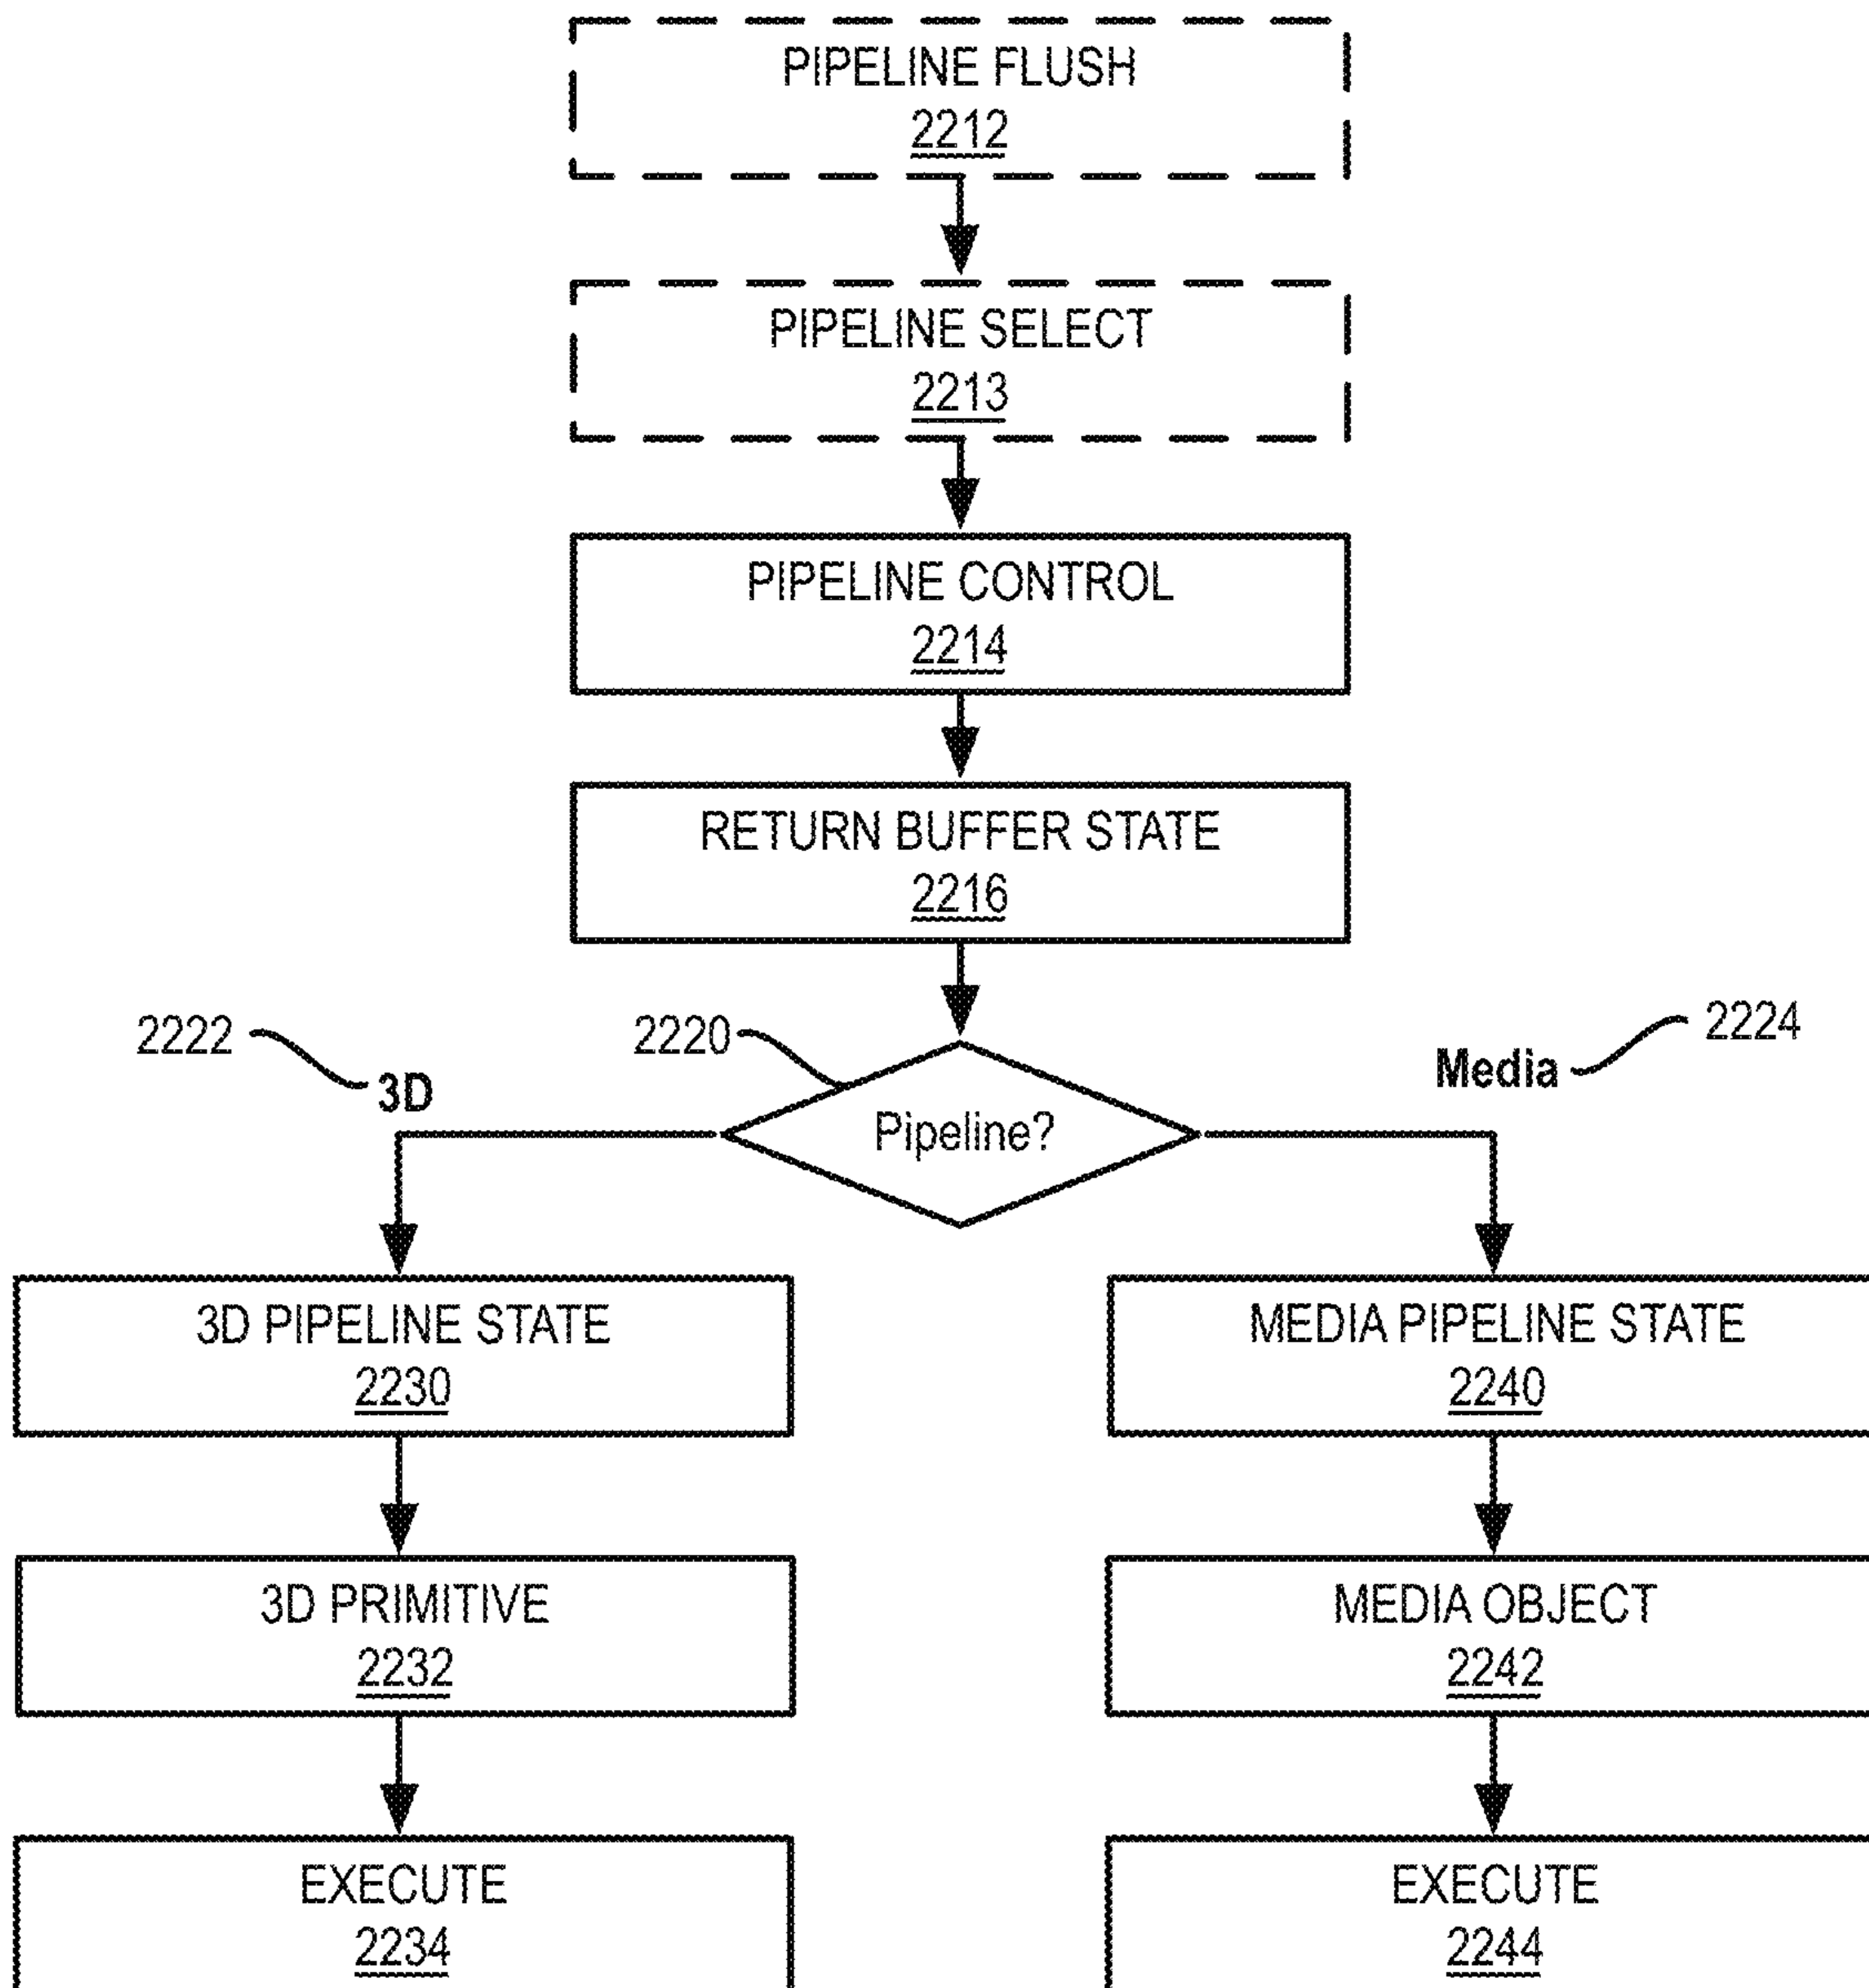 PIPELINE FLUSH
2212
PIPELINE SELECT
2213
PIPELINE CONTROL
2214
RETURN BUFFER STATE
2216
2222
3D
2220
Pipeline?
Media
2224
3D PIPELINE STATE
2230
MEDIA PIPELINE STATE
2240
3D PRIMITIVE
2232
MEDIA OBJECT
2242
EXECUTE
2234
EXECUTE
2244